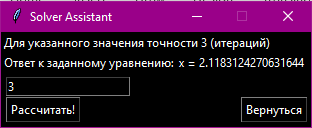 Solver Assistant
Для указанного значения точности 3 (итераций)
Ответ к заданному уравнению: x = 2.1183124270631644
3
Рассчитать!
Вернуться